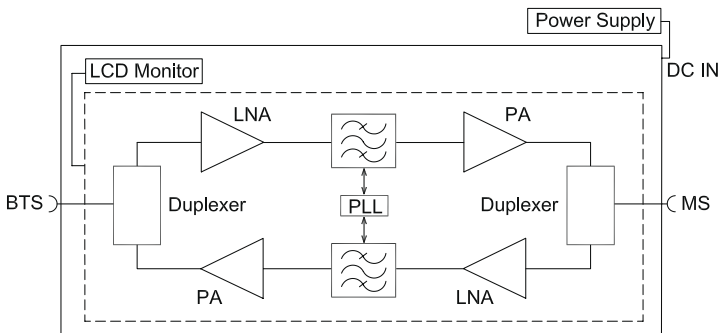 Power Supply
LCD Monitor
DC IN
LNA
PA
BTS
Duplexer
PLL
Duplexer
MS
PA
LNA